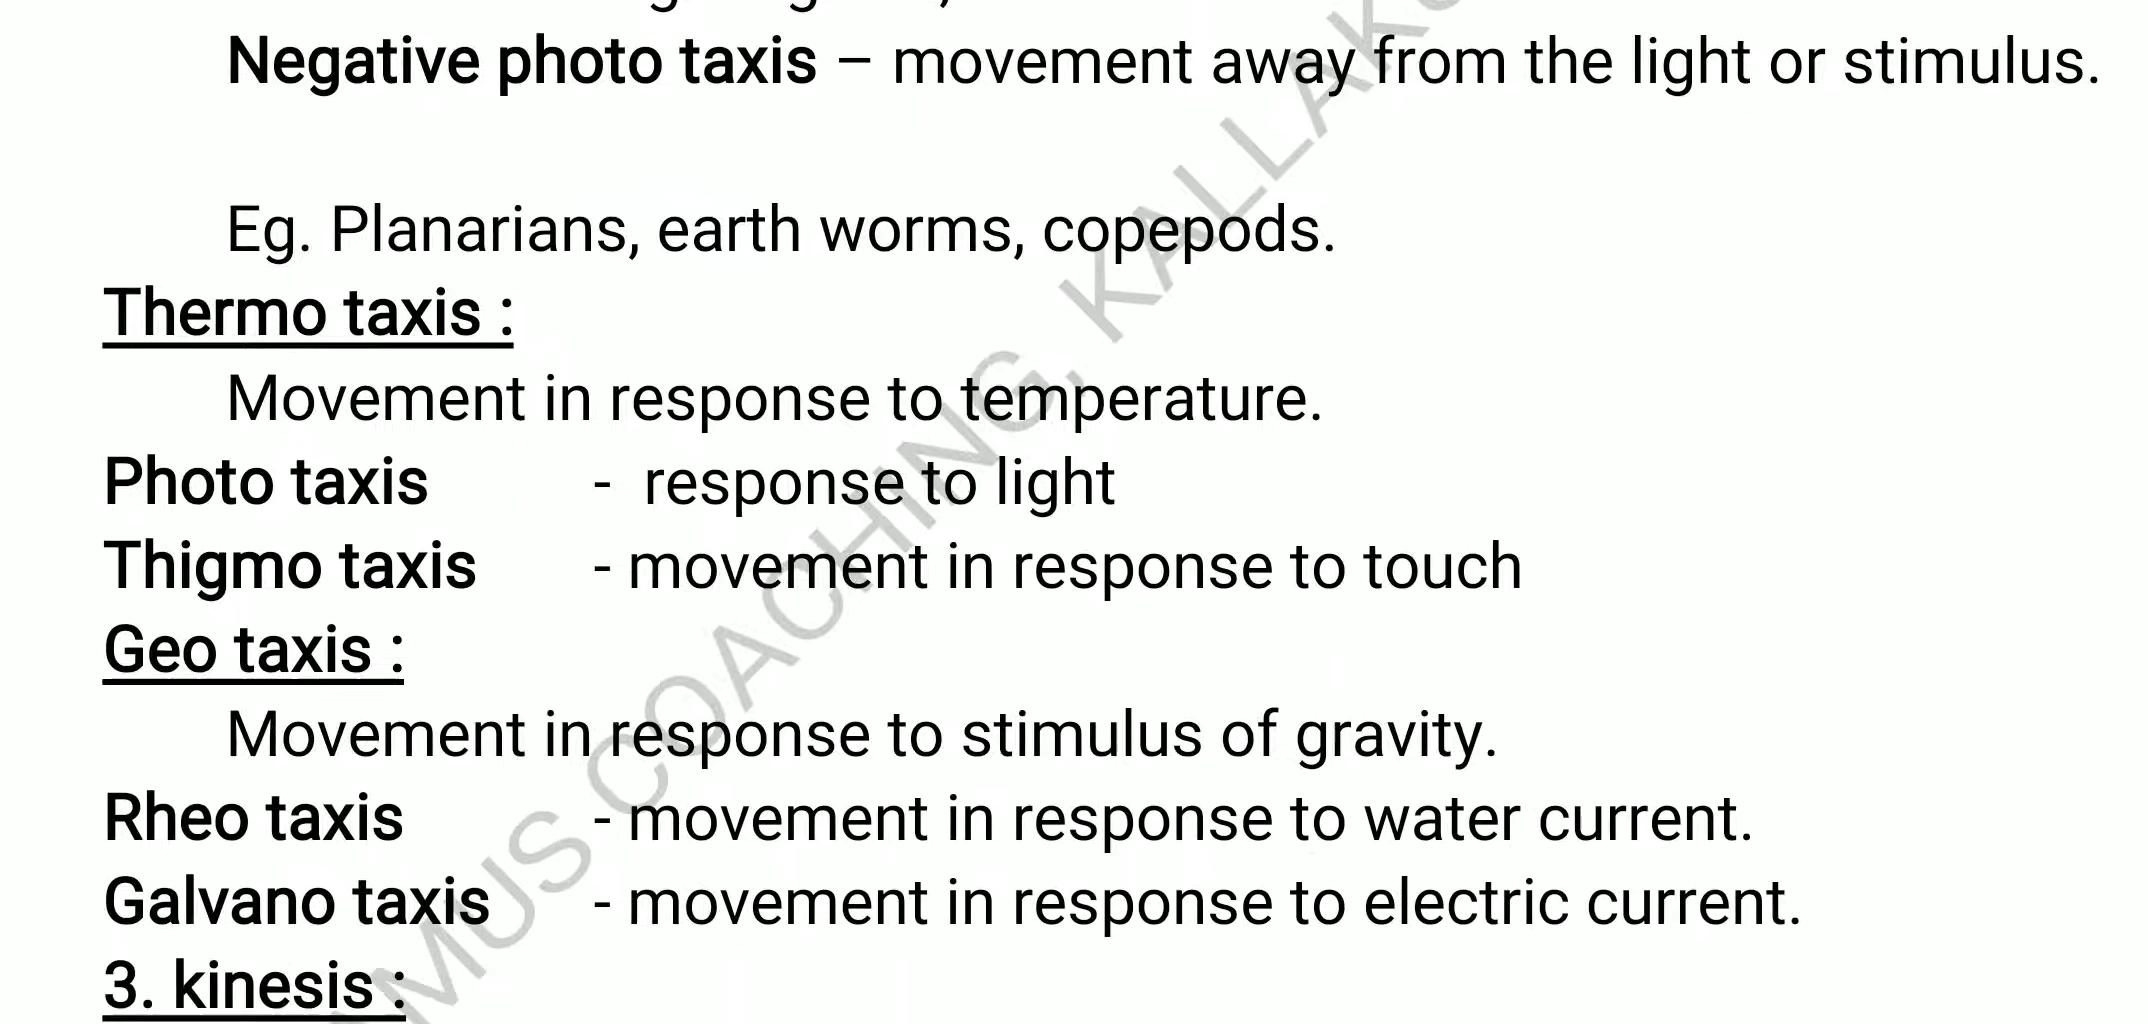 Negative photo taxis – movement away from the light or stimulus.
Eg. Planarians, earth worms, copepods.
Thermo taxis :
Movement in response to temperature.
Photo taxis - response to light
Thigmo taxis - movement in response to touch
Geo taxis :
Movement in response to stimulus of gravity.
Rheo taxis - movement in response to water current.
Galvano taxis - movement in response to electric current.
3. kinesis :
COACHING,